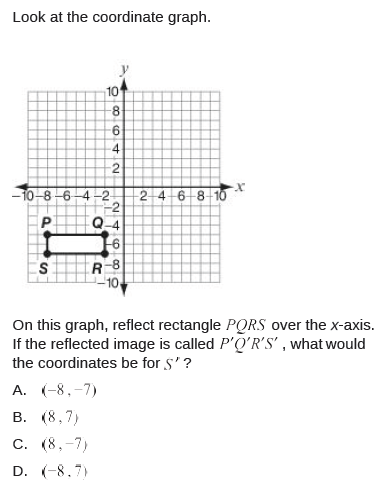 Look at the coordinate graph.
y
10
8
6
4
2
-10 -8 -6 -4 -2 2 4 6 8 10 x
-2
P Q -4
-6
S R -8
-10
On this graph, reflect rectangle PQRS over the x-axis.
If the reflected image is called P′Q′R′S′ , what would
the coordinates be for S′ ?
A. (-8, -7)
B. (8, 7)
C. (8, -7)
D. (-8, 7)